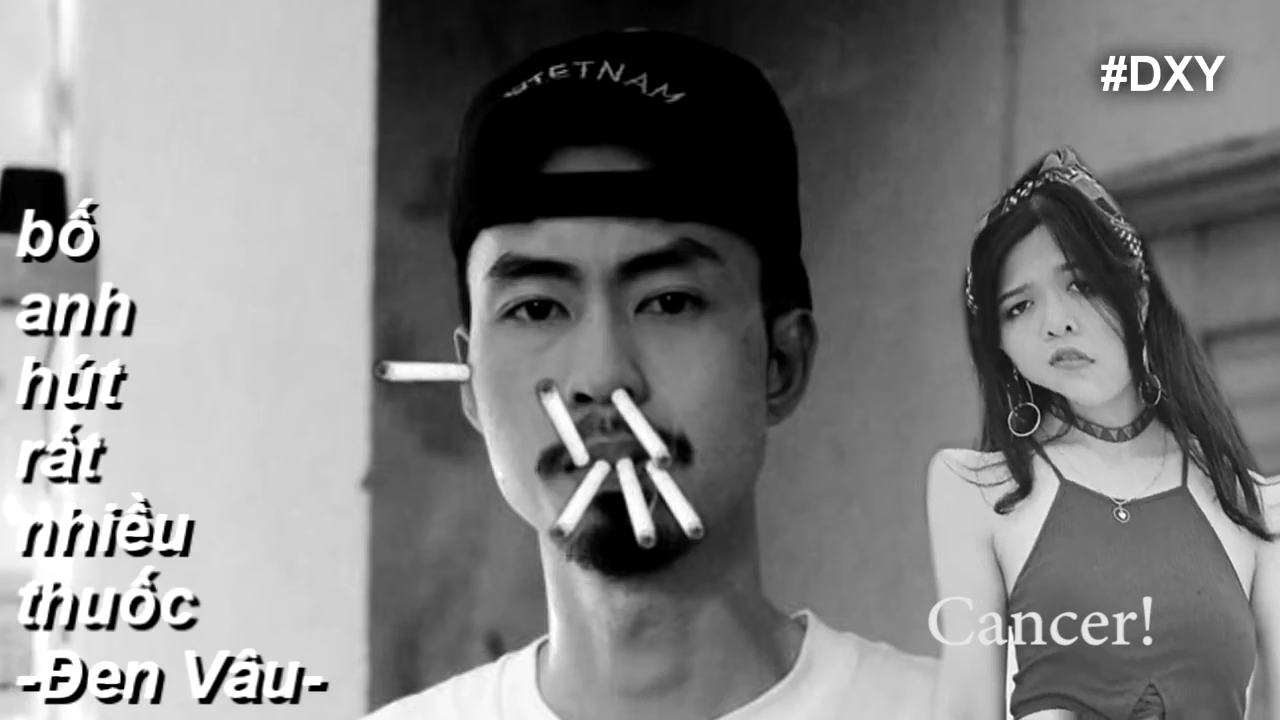 VIETNAM
#DXY
bố
anh
hút
rất
nhiều
thuốc
-Đen Vâu-
Cancer!